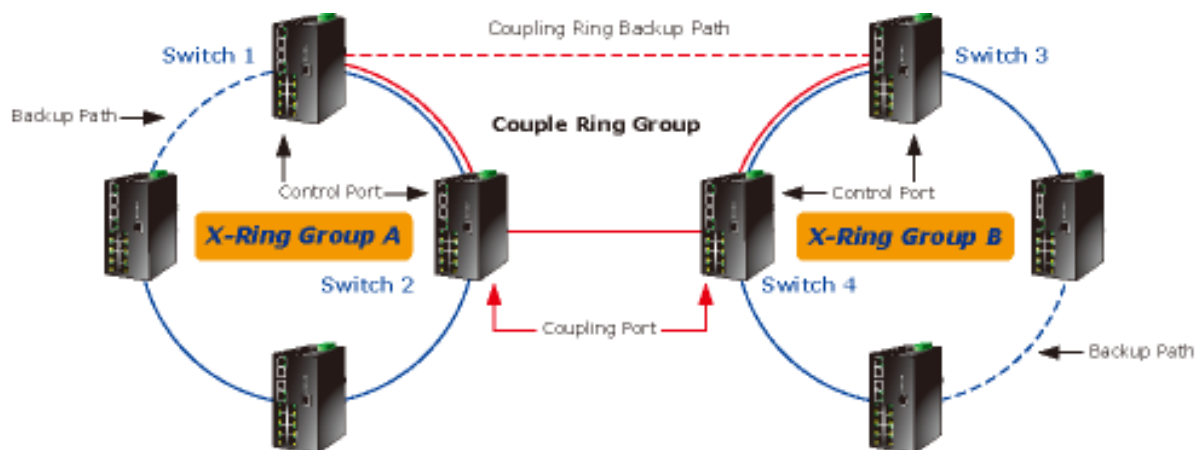 Coupling Ring Backup Path
Switch 1
Switch 3
Backup Path
Couple Ring Group
Control Port
Control Port
X-Ring Group A
X-Ring Group B
Switch 2
Switch 4
Coupling Port
Backup Path